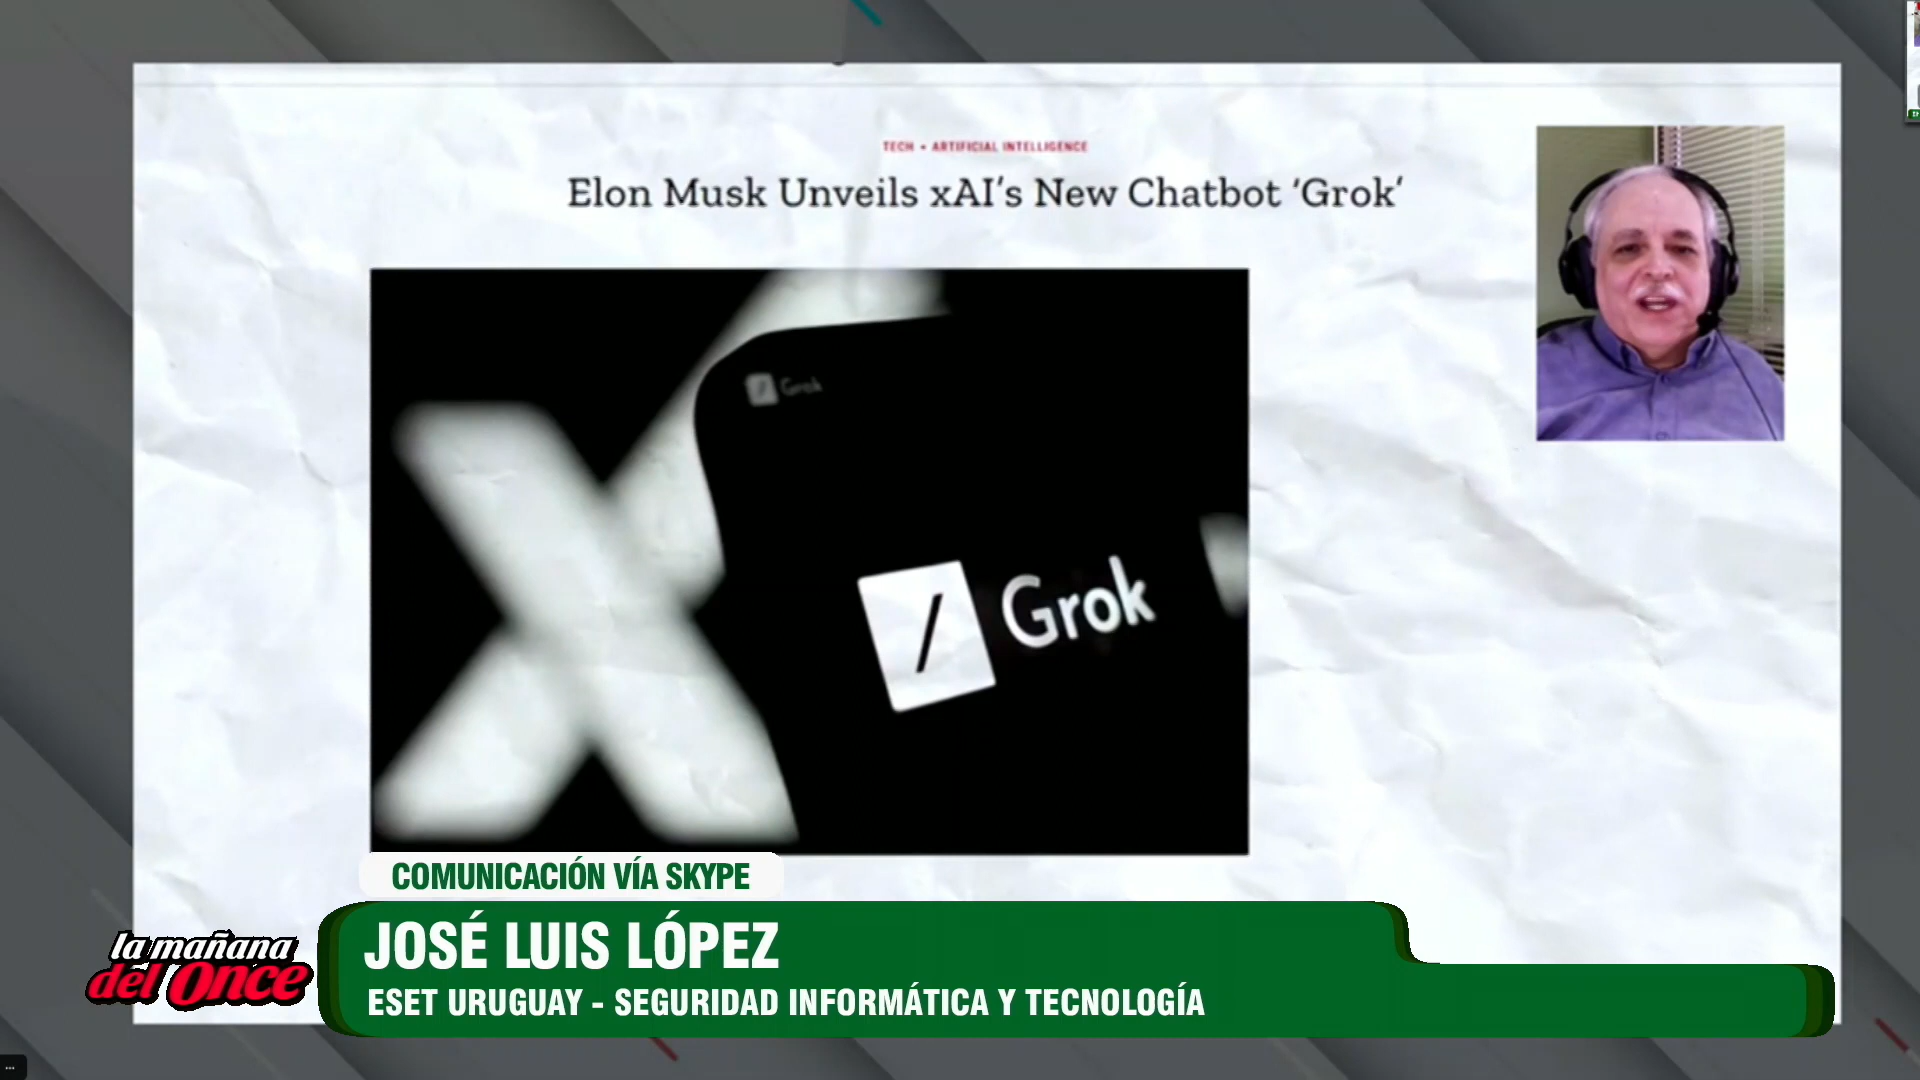 TECH • ARTIFICIAL INTELLIGENCE
Elon Musk Unveils xAI’s New Chatbot ‘Grok’
Grok
Grok
COMUNICACIÓN VÍA SKYPE
JOSÉ LUIS LÓPEZ
ESET URUGUAY - SEGURIDAD INFORMÁTICA Y TECNOLOGÍA
la mañana
del Once